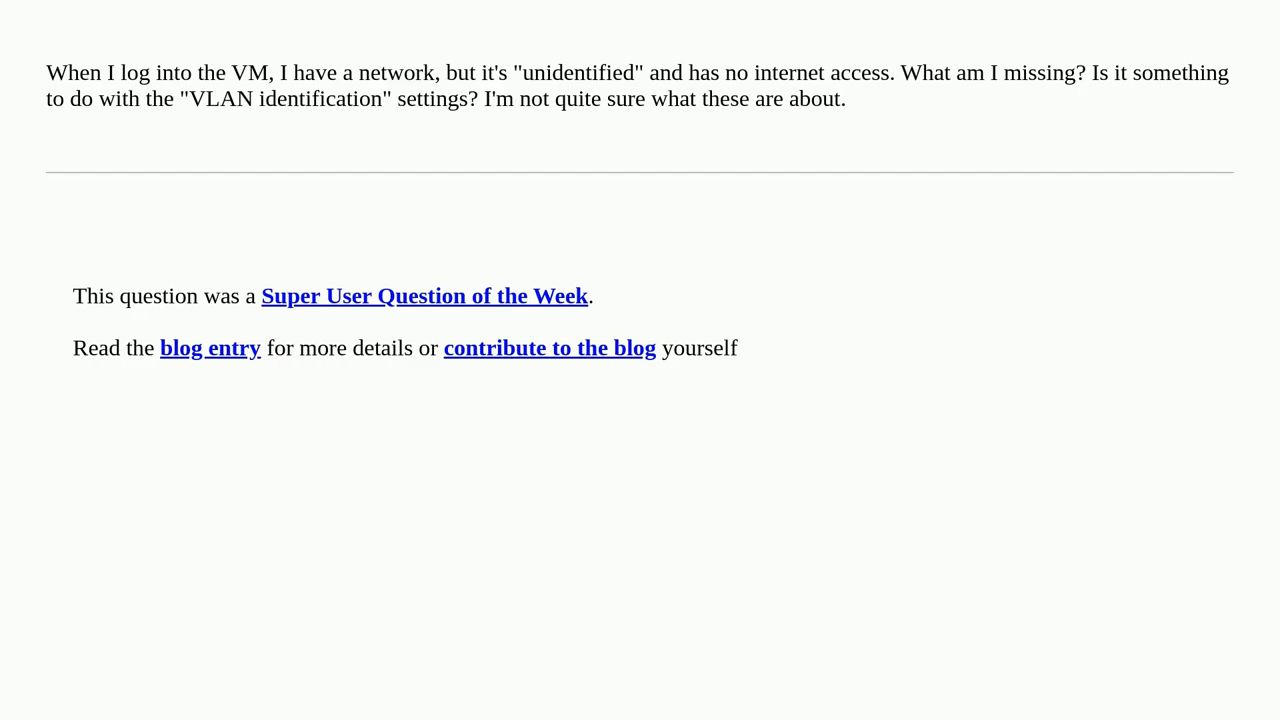 When I log into the VM, I have a network, but it's "unidentified" and has no internet access. What am I missing? Is it something
to do with the "VLAN identification" settings? I'm not quite sure what these are about.
This question was a Super User Question of the Week.
Read the blog entry for more details or contribute to the blog yourself